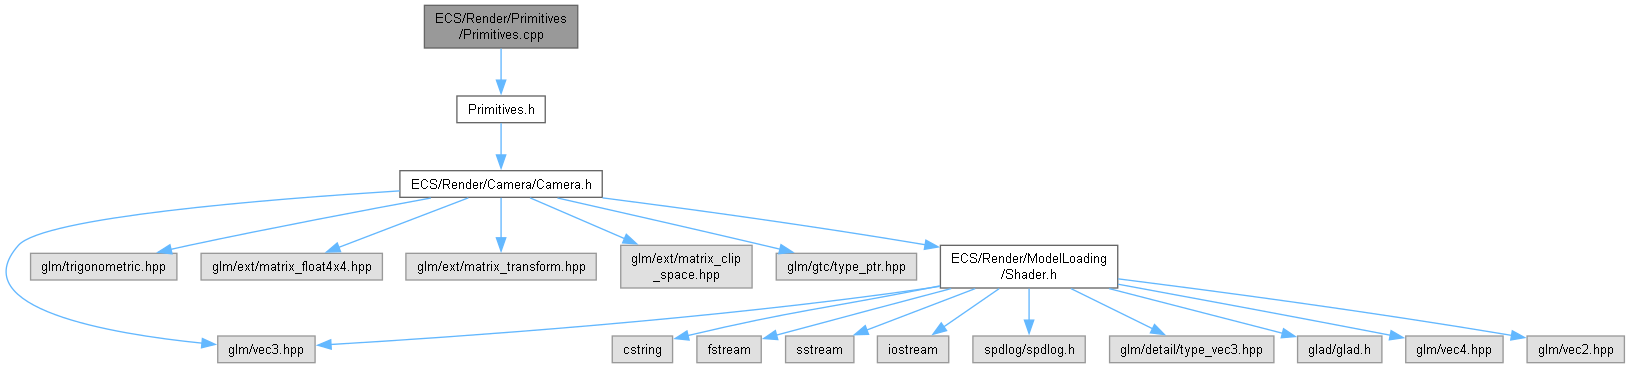 ECS/Render/Primitives
/Primitives.cpp
Primitives.h
ECS/Render/Camera/Camera.h
glm/trigonometric.hpp
glm/ext/matrix_float4x4.hpp
glm/ext/matrix_transform.hpp
glm/ext/matrix_clip
_space.hpp
glm/gtc/type_ptr.hpp
ECS/Render/ModelLoading
/Shader.h
glm/vec3.hpp
cstring
fstream
sstream
iostream
spdlog/spdlog.h
glm/detail/type_vec3.hpp
glad/glad.h
glm/vec4.hpp
glm/vec2.hpp